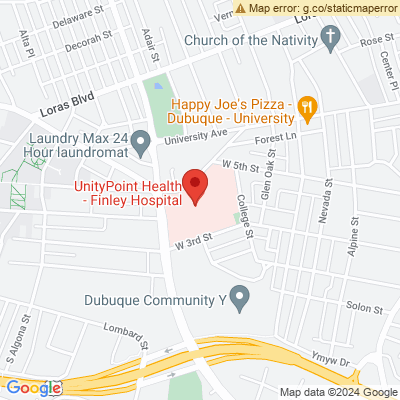 Map error: g.co/staticmaperror
Delaware St
Loras
Verno
Alta Pl
Decorah St
Adair St
Church of the Nativity
Rose St
Center Pl
Loras Blvd
Happy Joe's Pizza -
Dubuque - University
University Ave
Forest Ln
Laundry Max 24
Hour laundromat
W 5th St
Glen Oak St
UnityPoint Health
- Finley Hospital
College St
Nevada St
Alpine St
W 3rd St
Dubuque Community Y
Solon St
S Algona St
Lombard St
Ymyw Dr
Google
Map data ©2024 Google